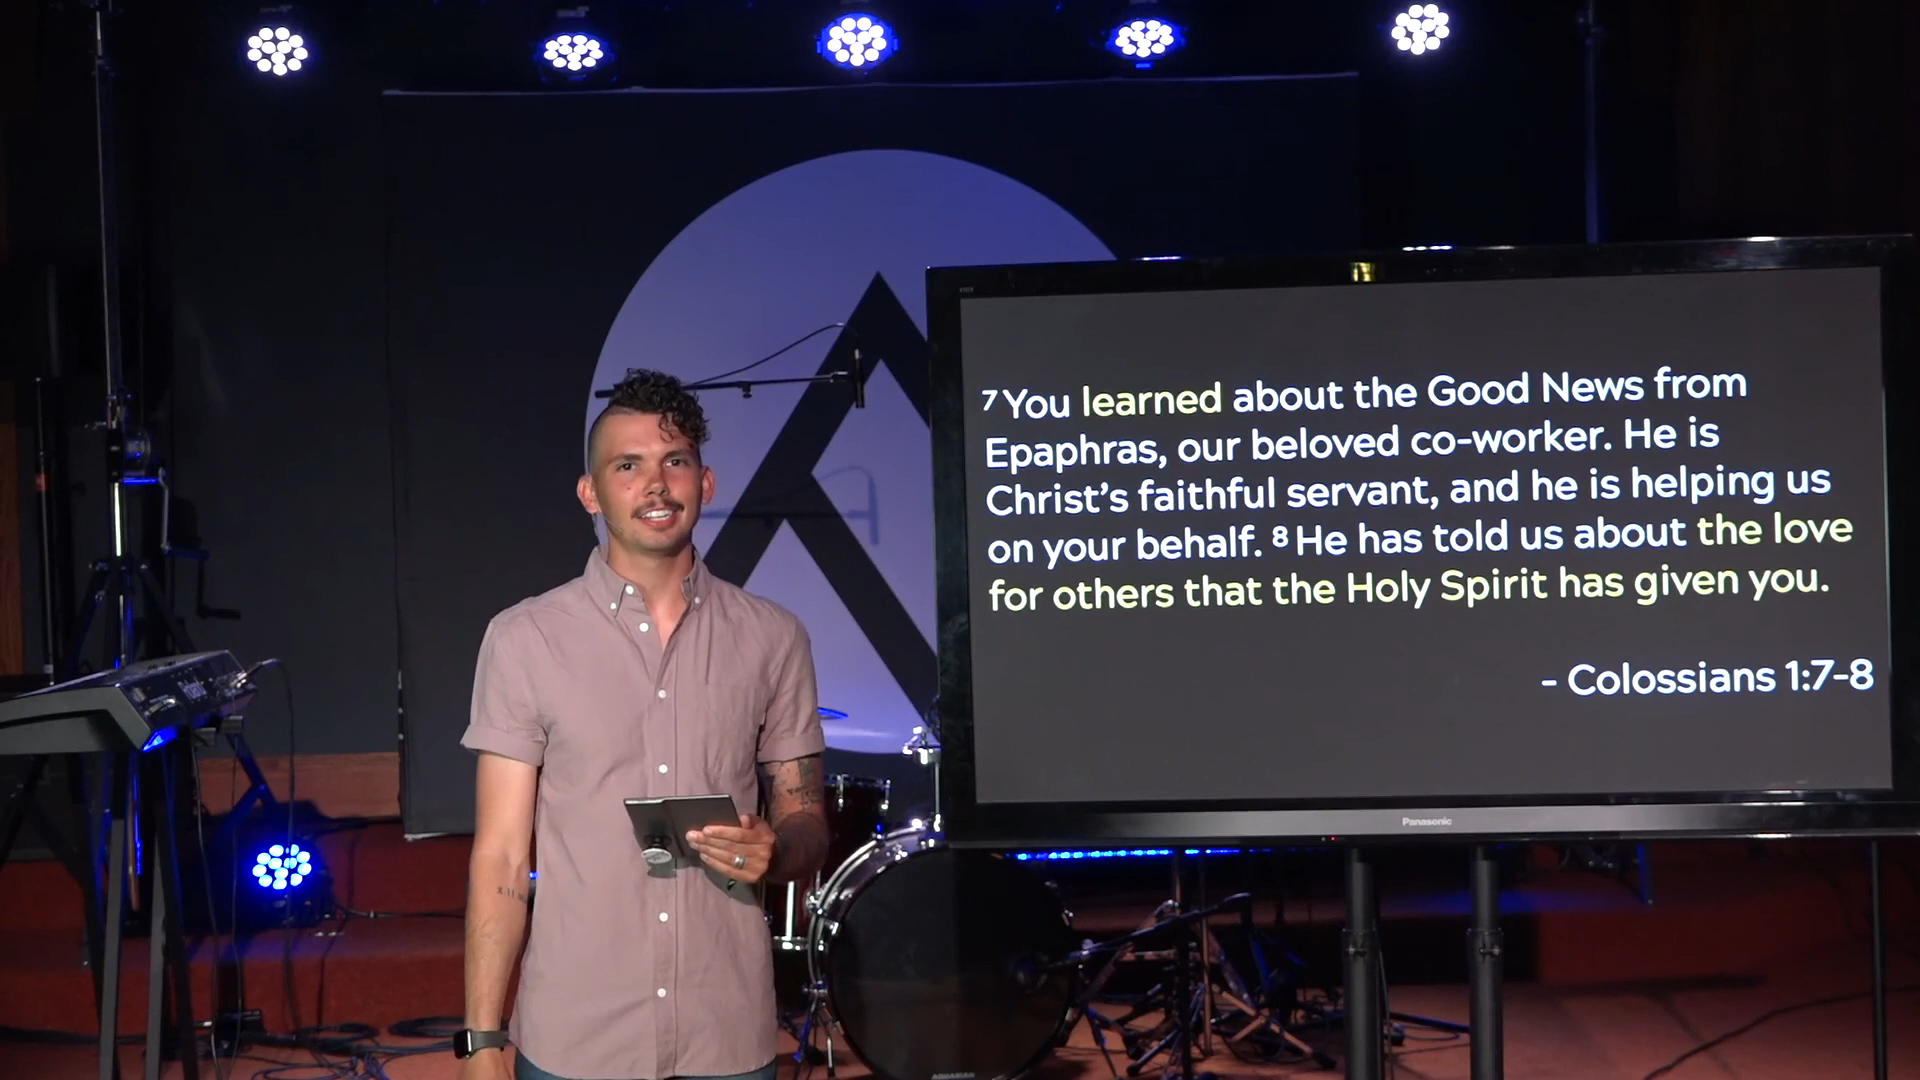 ⁷ You learned about the Good News from
Epaphras, our beloved co-worker. He is
Christ’s faithful servant, and he is helping us
on your behalf. ⁸ He has told us about the love
for others that the Holy Spirit has given you.
- Colossians 1:7-8
Panasonic
AQUARIAN